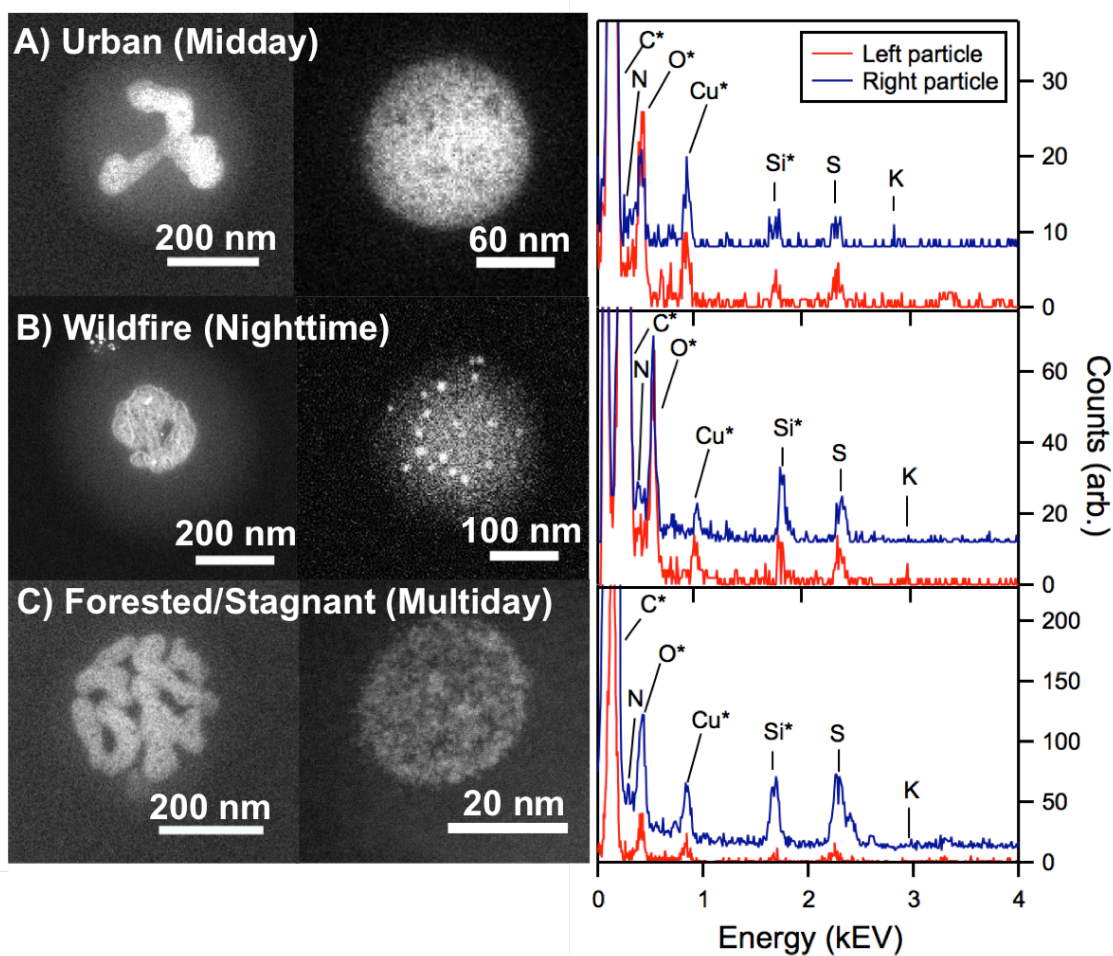 A) Urban (Midday)
200 nm
60 nm
C*
N
O*
Cu*
Si*
S
K
Left particle
Right particle
30
20
10
0
B) Wildfire (Nighttime)
200 nm
100 nm
C*
N
O*
Cu*
Si*
S
K
60
40
20
0
C) Forested/Stagnant (Multiday)
200 nm
20 nm
C*
N
O*
Cu*
Si*
S
K
200
150
100
50
0
Counts (arb.)
0 1 2 3 4
Energy (kEV)